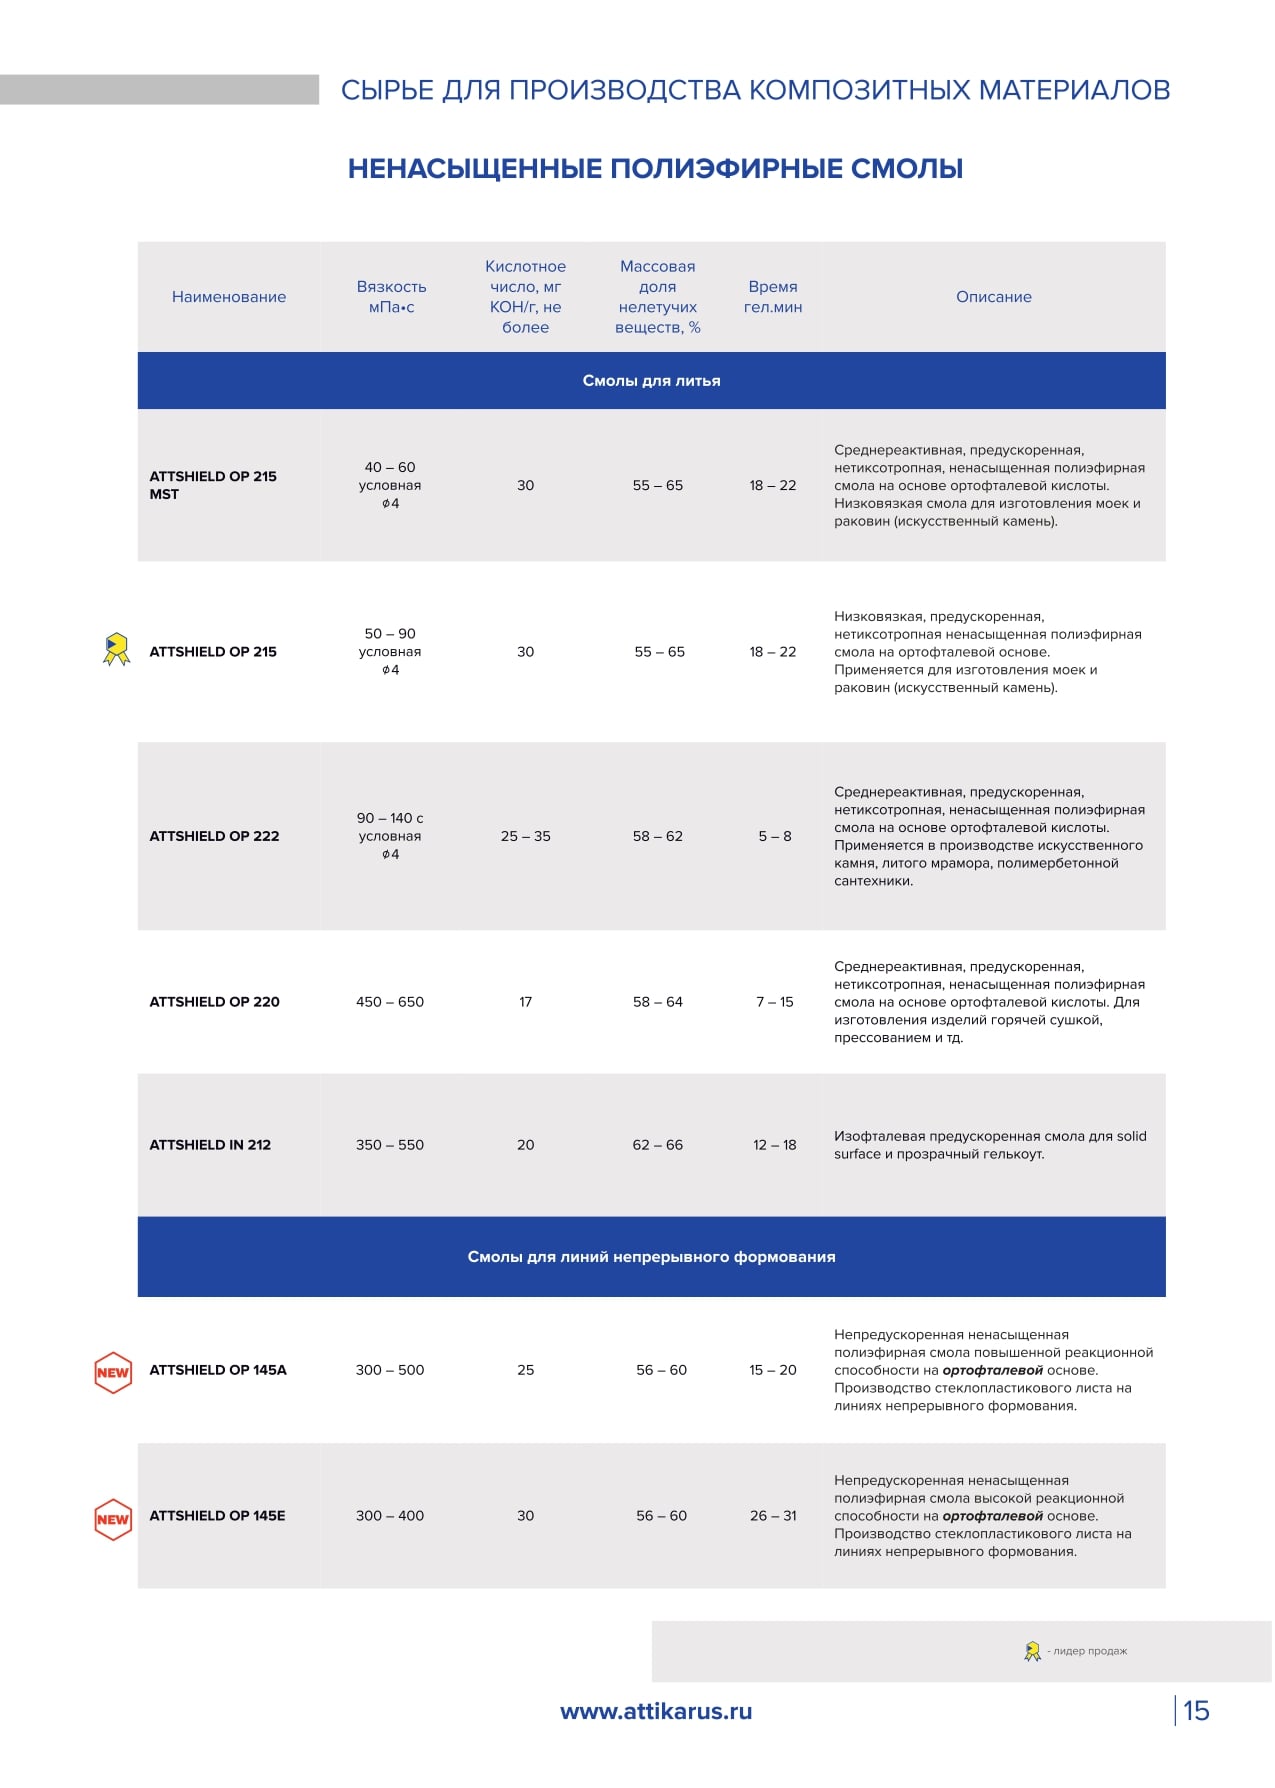 СЫРЬЕ ДЛЯ ПРОИЗВОДСТВА КОМПОЗИТНЫХ МАТЕРИАЛОВ
НЕНАСЫЩЕННЫЕ ПОЛИЭФИРНЫЕ СМОЛЫ
Наименование
Вязкость
мПа•с
Кислотное
число, мг
КОН/г, не
более
Массовая
доля
нелетучих
веществ, %
Время
гел.мин
Описание
Смолы для литья
ATTSHIELD OP 215
MST
40 – 60
условная
⌀4
30
55 – 65
18 – 22
Среднереактивная, предускоренная,
нетиксотропная, ненасыщенная полиэфирная
смола на основе ортофталевой кислоты.
Низковязкая смола для изготовления моек и
раковин (искусственный камень).
ATTSHIELD OP 215
50 – 90
условная
⌀4
30
55 – 65
18 – 22
Низковязкая, предускоренная,
нетиксотропная ненасыщенная полиэфирная
смола на ортофталевой основе.
Применяется для изготовления моек и
раковин (искусственный камень).
ATTSHIELD OP 222
90 – 140 с
условная
⌀4
25 – 35
58 – 62
5 – 8
Среднереактивная, предускоренная,
нетиксотропная, ненасыщенная полиэфирная
смола на основе ортофталевой кислоты.
Применяется в производстве искусственного
камня, литого мрамора, полимербетонной
сантехники.
ATTSHIELD OP 220
450 – 650
17
58 – 64
7 – 15
Среднереактивная, предускоренная,
нетиксотропная, ненасыщенная полиэфирная
смола на основе ортофталевой кислоты. Для
изготовления изделий горячей сушкой,
прессованием и тд.
ATTSHIELD IN 212
350 – 550
20
62 – 66
12 – 18
Изофталевая предускоренная смола для solid
surface и прозрачный гелькоут.
Смолы для линий непрерывного формования
NEW
ATTSHIELD OP 145A
300 – 500
25
56 – 60
15 – 20
Непредускоренная ненасыщенная
полиэфирная смола повышенной реакционной
способности на ортофталевой основе.
Производство стеклопластикового листа на
линиях непрерывного формования.
NEW
ATTSHIELD OP 145E
300 – 400
30
56 – 60
26 – 31
Непредускоренная ненасыщенная
полиэфирная смола высокой реакционной
способности на ортофталевой основе.
Производство стеклопластикового листа на
линиях непрерывного формования.
- лидер продаж
www.attikarus.ru
15